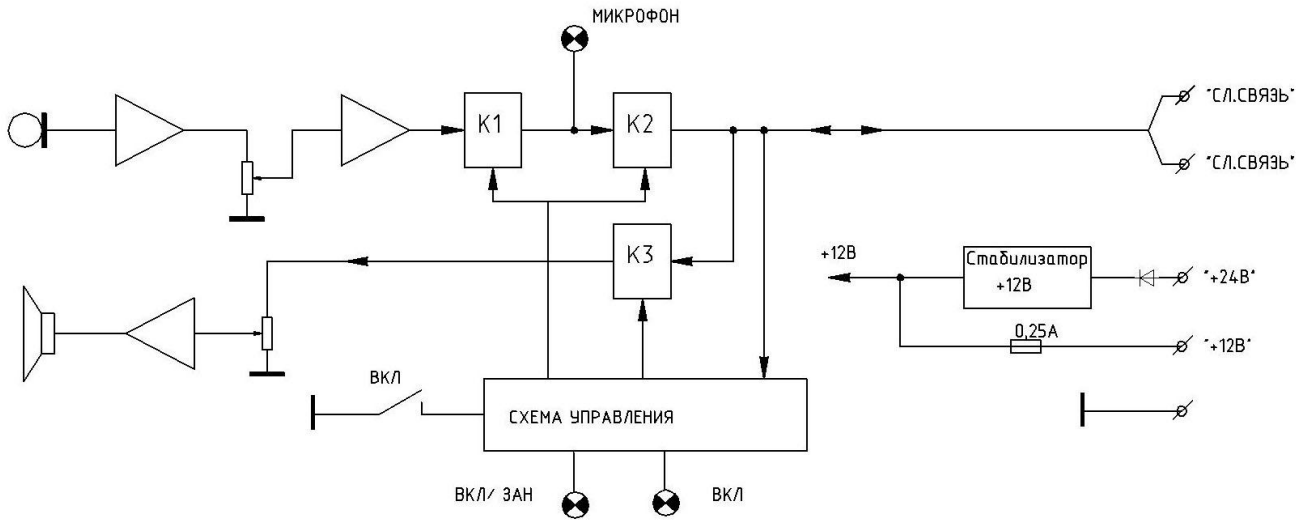 МИКРОФОН
К1
К2
"СЛ.СВЯЗЬ"
"СЛ.СВЯЗЬ"
К3
+12В
Стабилизатор
+12В
"+24В"
0,25А
"+12В"
ВКЛ
СХЕМА УПРАВЛЕНИЯ
ВКЛ/ ЗАН
ВКЛ